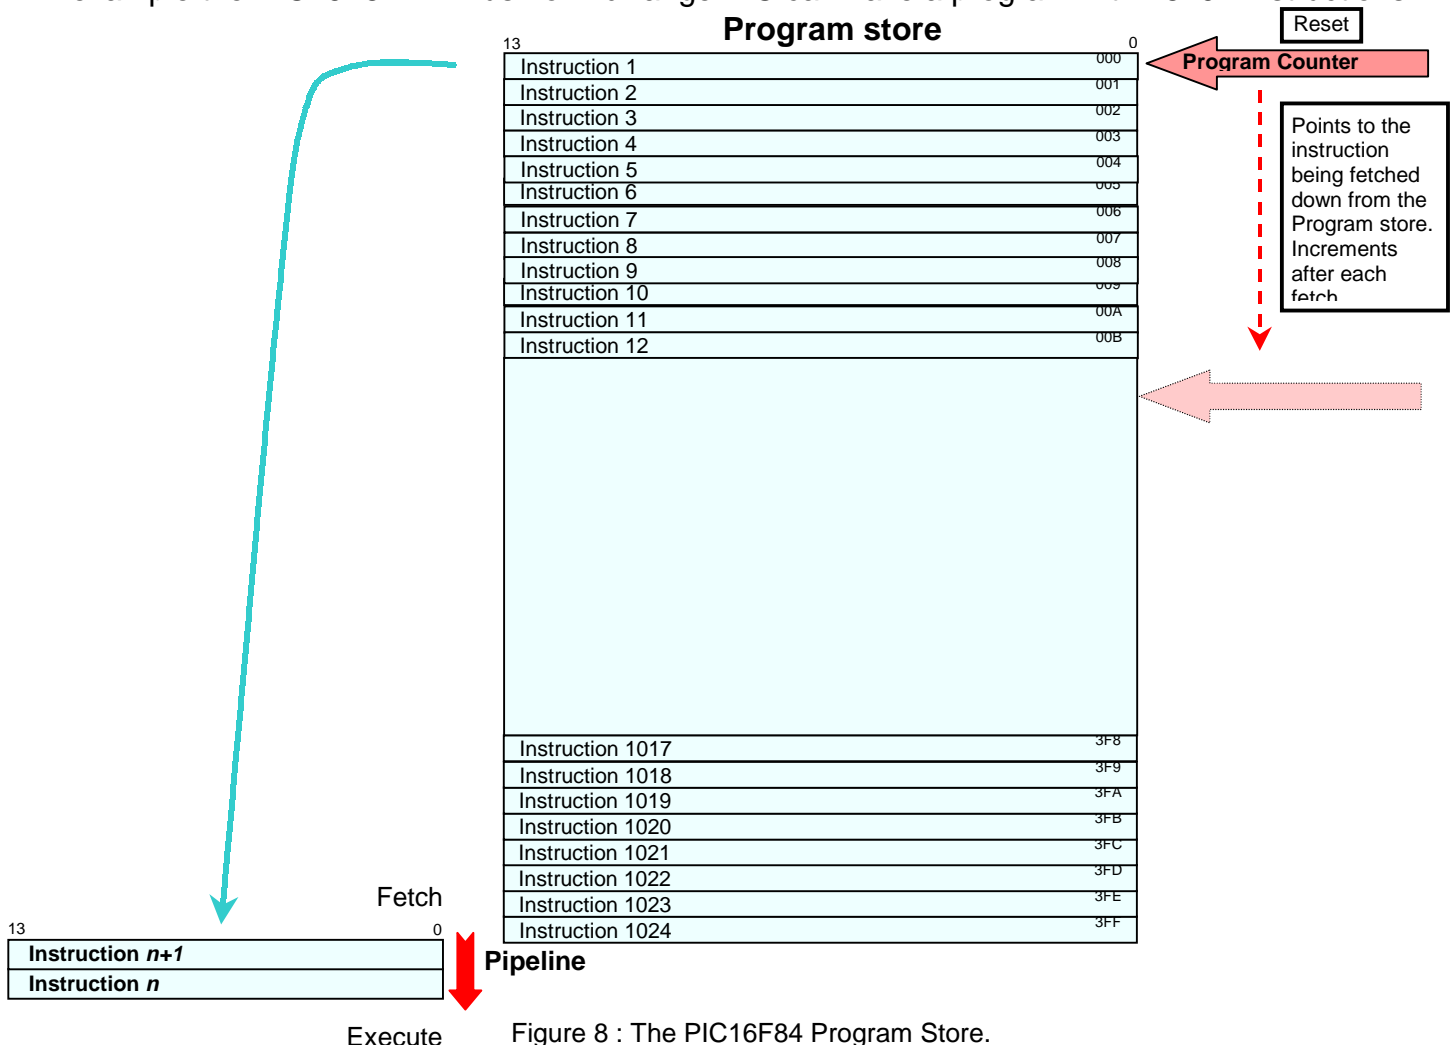 Program store
Reset
13 0
Program Counter
Instruction 1 000
Instruction 2 001
Instruction 3 002
Instruction 4 003
Instruction 5 004
Instruction 6 005
Instruction 7 006
Instruction 8 007
Instruction 9 008
Instruction 10 009
Instruction 11 00A
Instruction 12 00B
Points to the
instruction
being fetched
down from the
Program store.
Increments
after each
fetch
Instruction 1017 3F8
Instruction 1018 3F9
Instruction 1019 3FA
Instruction 1020 3FB
Instruction 1021 3FC
Instruction 1022 3FD
Instruction 1023 3FE
Instruction 1024 3FF
Fetch
13 0
Instruction n+1
Instruction n
Pipeline
Execute
Figure 8 : The PIC16F84 Program Store.